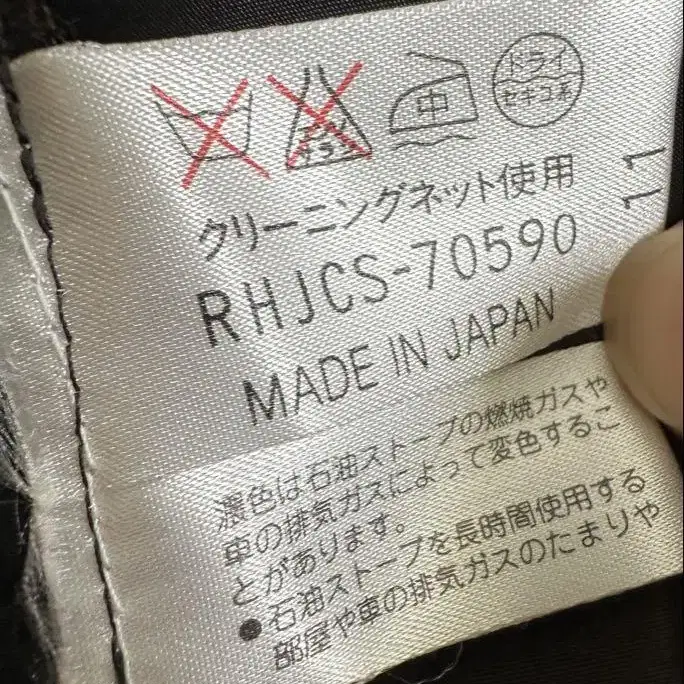 中
ドライ
セキユ系
クリーニングネット使用
RHJCS-70590
11
MADE IN JAPAN
濃色は石油ストーブの燃焼ガスや
車の排気ガスによって変色するこ
とがあります。
●石油ストーブを長時間使用する
部屋や車の排気ガスのたまりや